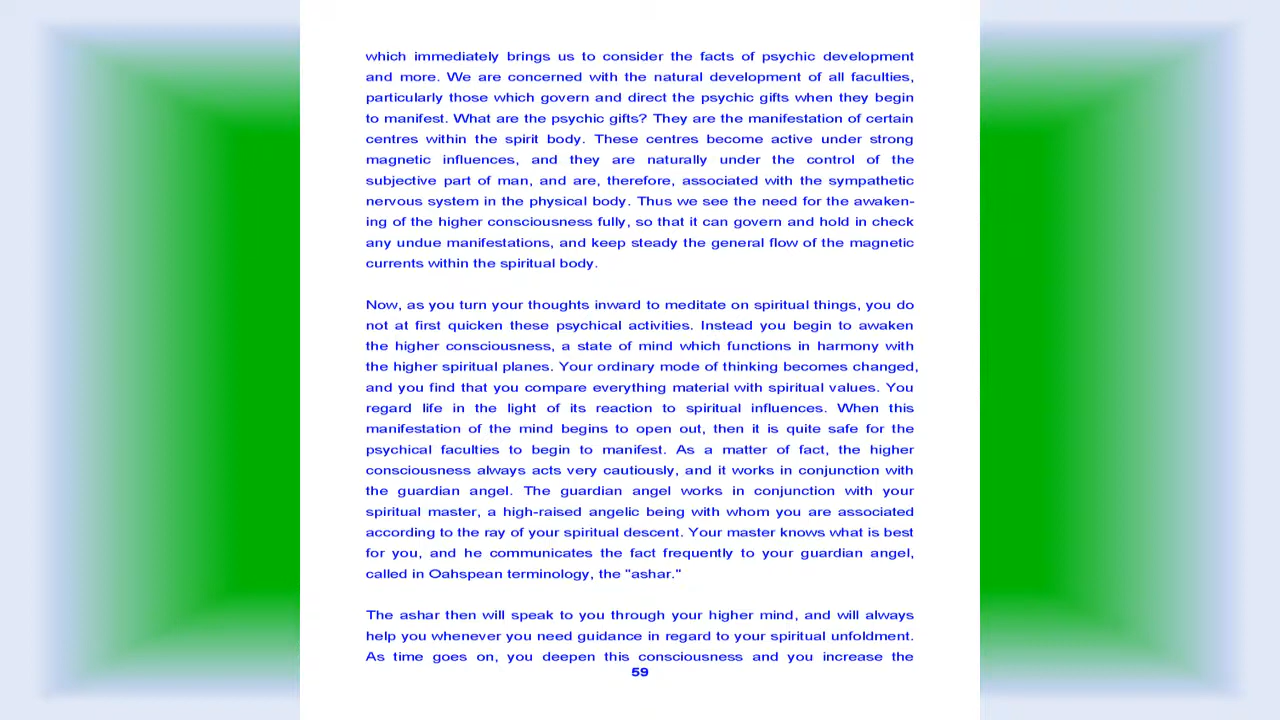 which immediately brings us to consider the facts of psychic development
and more. We are concerned with the natural development of all faculties,
particularly those which govern and direct the psychic gifts when they begin
to manifest. What are the psychic gifts? They are the manifestation of certain
centres within the spirit body. These centres become active under strong
magnetic influences, and they are naturally under the control of the
subjective part of man, and are, therefore, associated with the sympathetic
nervous system in the physical body. Thus we see the need for the awaken-
ing of the higher consciousness fully, so that it can govern and hold in check
any undue manifestations, and keep steady the general flow of the magnetic
currents within the spiritual body.
Now, as you turn your thoughts inward to meditate on spiritual things, you do
not at first quicken these psychical activities. Instead you begin to awaken
the higher consciousness, a state of mind which functions in harmony with
the higher spiritual planes. Your ordinary mode of thinking becomes changed,
and you find that you compare everything material with spiritual values. You
regard life in the light of its reaction to spiritual influences. When this
manifestation of the mind begins to open out, then it is quite safe for the
psychical faculties to begin to manifest. As a matter of fact, the higher
consciousness always acts very cautiously, and it works in conjunction with
the guardian angel. The guardian angel works in conjunction with your
spiritual master, a high-raised angelic being with whom you are associated
according to the ray of your spiritual descent. Your master knows what is best
for you, and he communicates the fact frequently to your guardian angel,
called in Oahspean terminology, the "ashar."
The ashar then will speak to you through your higher mind, and will always
help you whenever you need guidance in regard to your spiritual unfoldment.
As time goes on, you deepen this consciousness and you increase the
59